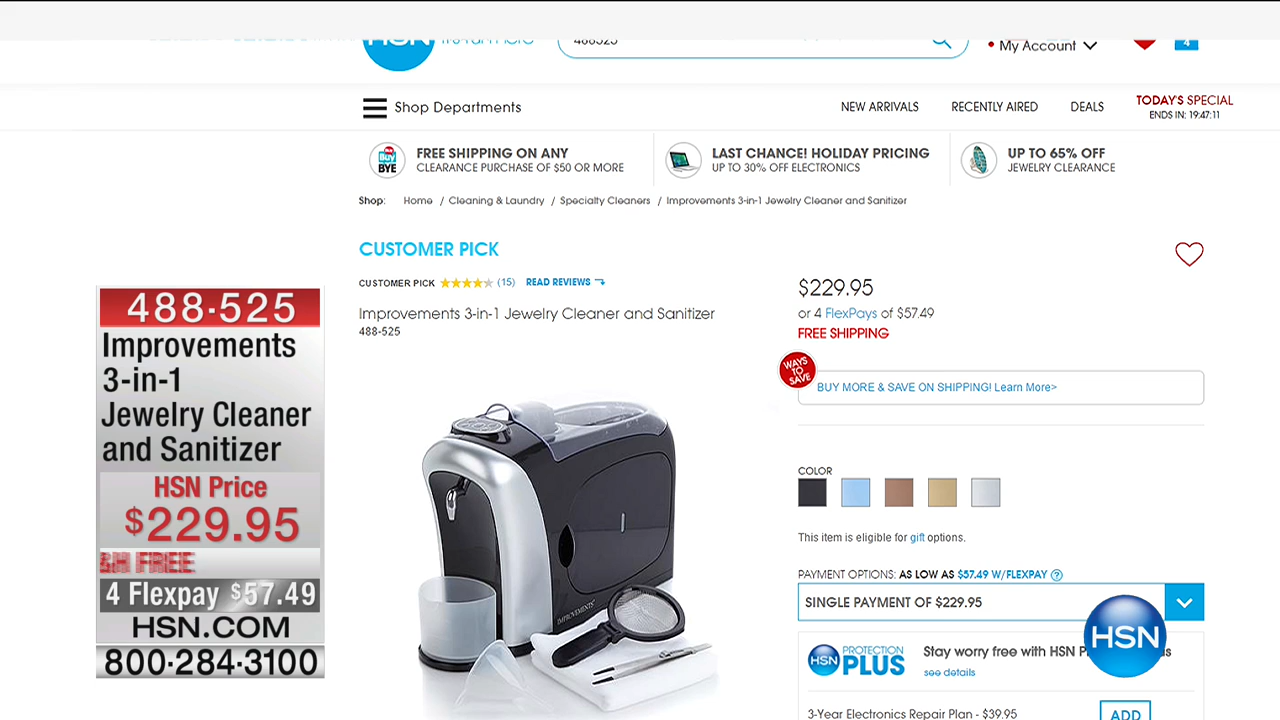 HSN
488525
My Account
4
Shop Departments
NEW ARRIVALS
RECENTLY AIRED
DEALS
TODAY'S SPECIAL
ENDS IN: 19:47:11
Buy
BYE
FREE SHIPPING ON ANY
CLEARANCE PURCHASE OF $50 OR MORE
LAST CHANCE! HOLIDAY PRICING
UP TO 30% OFF ELECTRONICS
UP TO 65% OFF
JEWELRY CLEARANCE
Shop: Home / Cleaning & Laundry / Specialty Cleaners / Improvements 3-in-1 Jewelry Cleaner and Sanitizer
CUSTOMER PICK
CUSTOMER PICK (15) READ REVIEWS
Improvements 3-in-1 Jewelry Cleaner and Sanitizer
488-525
$229.95
or 4 FlexPays of $57.49
FREE SHIPPING
WAYS
TO
SAVE
BUY MORE & SAVE ON SHIPPING! Learn More>
COLOR
This item is eligible for gift options.
PAYMENT OPTIONS: AS LOW AS $57.49 W/FLEXPAY ?
SINGLE PAYMENT OF $229.95
HSN
PROTECTION
PLUS
Stay worry free with HSN
see details
3-Year Electronics Repair Plan - $39.95
ADD
HSN
IMPROVEMENTS
488-525
Improvements
3-in-1
Jewelry Cleaner
and Sanitizer
HSN Price
$229.95
&H FREE
4 Flexpay $57.49
HSN.COM
800-284-3100